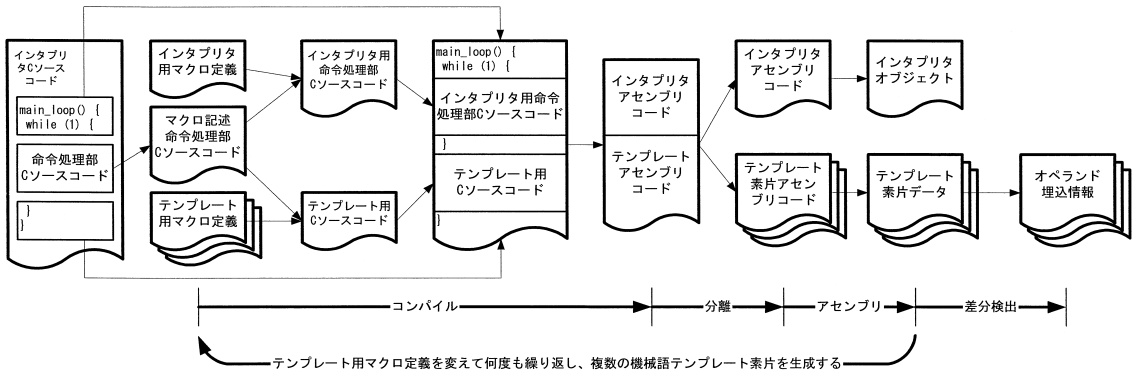 インタプリ
タCソース
コード
main_loop() {
while (1) {
命令処理部
Cソースコード
}
}
インタプリタ
用マクロ定義
マクロ記述
命令処理部
Cソースコード
テンプレート
用マクロ定義
インタプリタ用
命令処理部
Cソースコード
テンプレート用
Cソースコード
main_loop() {
while (1) {
インタプリタ用命令
処理部Cソースコード
}
テンプレート用
Cソースコード
}
インタプリタ
アセンブリ
コード
テンプレート
アセンブリ
コード
インタプリタ
アセンブリ
コード
インタプリタ
オブジェクト
テンプレート
素片アセン
ブリコード
テンプレート
素片データ
オペランド
埋込情報
コンパイル
分離
アセンブリ
差分検出
テンプレート用マクロ定義を変えて何度も繰り返し、複数の機械語テンプレート素片を生成する